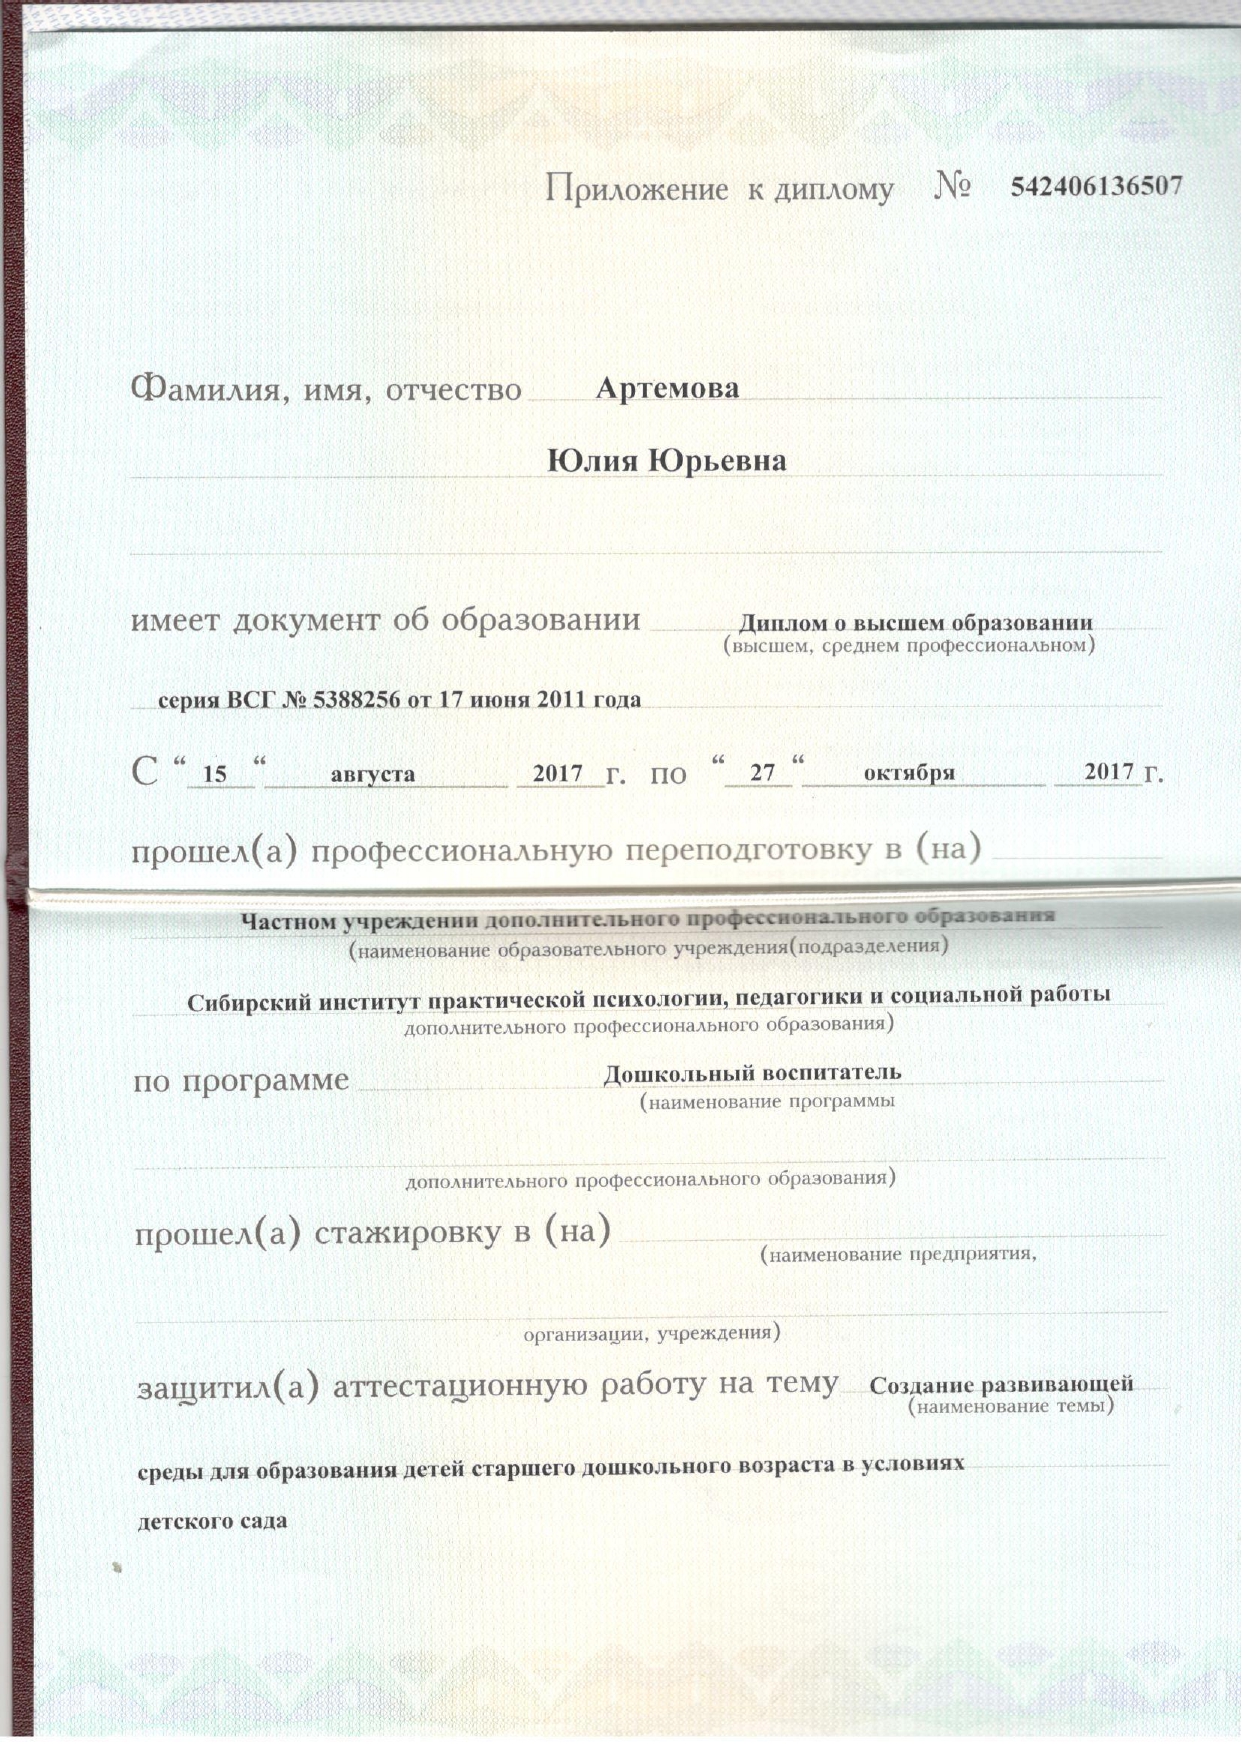 Приложение к диплому № 542406136507
Фамилия, имя, отчество Артемова
Юлия Юрьевна
имеет документ об образовании Диплом о высшем образовании
(высшем, среднем профессиональном)
серия ВСГ № 5388256 от 17 июня 2011 года
С “ 15 “ августа 2017 г. по “ 27 “ октября 2017 г.
прошел(а) профессиональную переподготовку в (на)
Частном учреждении дополнительного профессионального образования
(наименование образовательного учреждения(подразделения)
Сибирский институт практической психологии, педагогики и социальной работы
дополнительного профессионального образования)
по программе Дошкольный воспитатель
(наименование программы
дополнительного профессионального образования)
прошел(а) стажировку в (на)
(наименование предприятия,
организации, учреждения)
защитил(а) аттестационную работу на тему Создание развивающей
(наименование темы)
среды для образования детей старшего дошкольного возраста в условиях
детского сада